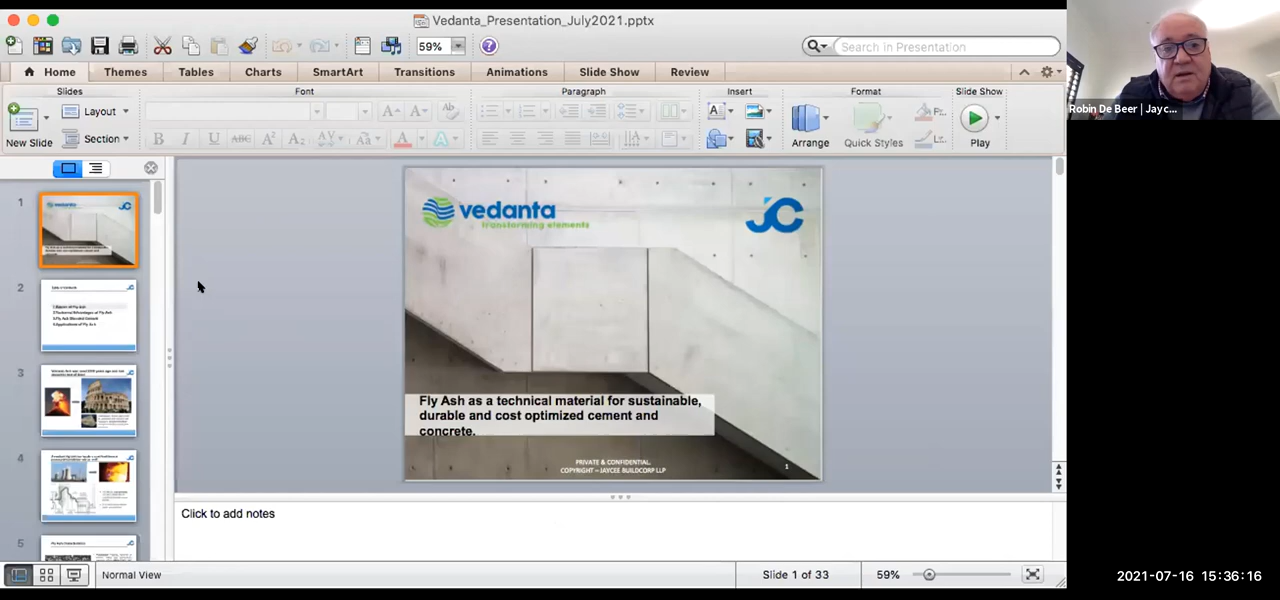 Vedanta_Presentation_July2021.pptx
59%
Search in Presentation
Home
Themes
Tables
Charts
SmartArt
Transitions
Animations
Slide Show
Review
Slides
Font
Paragraph
Insert
Format
Slide Show
New Slide
Layout
Section
Arrange
Quick Styles
Play
Robin De Beer | Jayc...
1
2
3
4
5
vedanta
transforming elements
JC
Fly Ash as a technical material for sustainable,
durable and cost optimized cement and
concrete.
PRIVATE & CONFIDENTIAL.
COPYRIGHT – JAYCEE BUILDCORP LLP
1
Click to add notes
Normal View
Slide 1 of 33
59%
2021-07-16 15:36:16